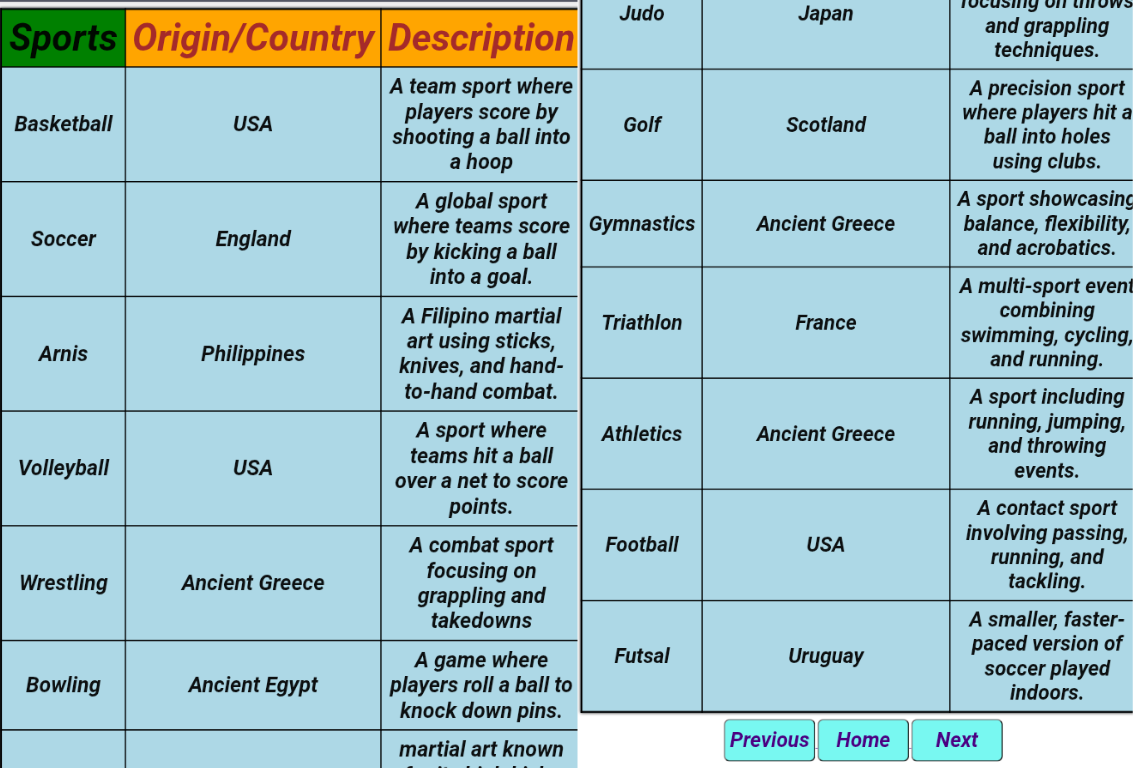 Sports Origin/Country Description
Basketball
USA
A team sport where
players score by
shooting a ball into
a hoop
Soccer
England
A global sport
where teams score
by kicking a ball
into a goal.
Arnis
Philippines
A Filipino martial
art using sticks,
knives, and hand-
to-hand combat.
Volleyball
USA
A sport where
teams hit a ball
over a net to score
points.
Wrestling
Ancient Greece
A combat sport
focusing on
grappling and
takedowns
Bowling
Ancient Egypt
A game where
players roll a ball to
knock down pins.
martial art known
Judo
Japan
focusing on throws
and grappling
techniques.
Golf
Scotland
A precision sport
where players hit a
ball into holes
using clubs.
Gymnastics
Ancient Greece
A sport showcasing
balance, flexibility,
and acrobatics.
Triathlon
France
A multi-sport event
combining
swimming, cycling,
and running.
Athletics
Ancient Greece
A sport including
running, jumping,
and throwing
events.
Football
USA
A contact sport
involving passing,
running, and
tackling.
Futsal
Uruguay
A smaller, faster-
paced version of
soccer played
indoors.
Previous Home Next